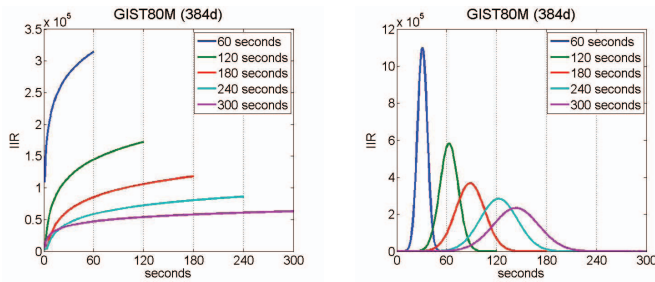 GIST80M (384d)
x 10^5
3.5
3
2.5
2
1.5
1
0.5
0
IIR
0 60 120 180 240 300
seconds
60 seconds
120 seconds
180 seconds
240 seconds
300 seconds
GIST80M (384d)
x 10^5
12
10
8
6
4
2
0
IIR
0 60 120 180 240 300
seconds
60 seconds
120 seconds
180 seconds
240 seconds
300 seconds